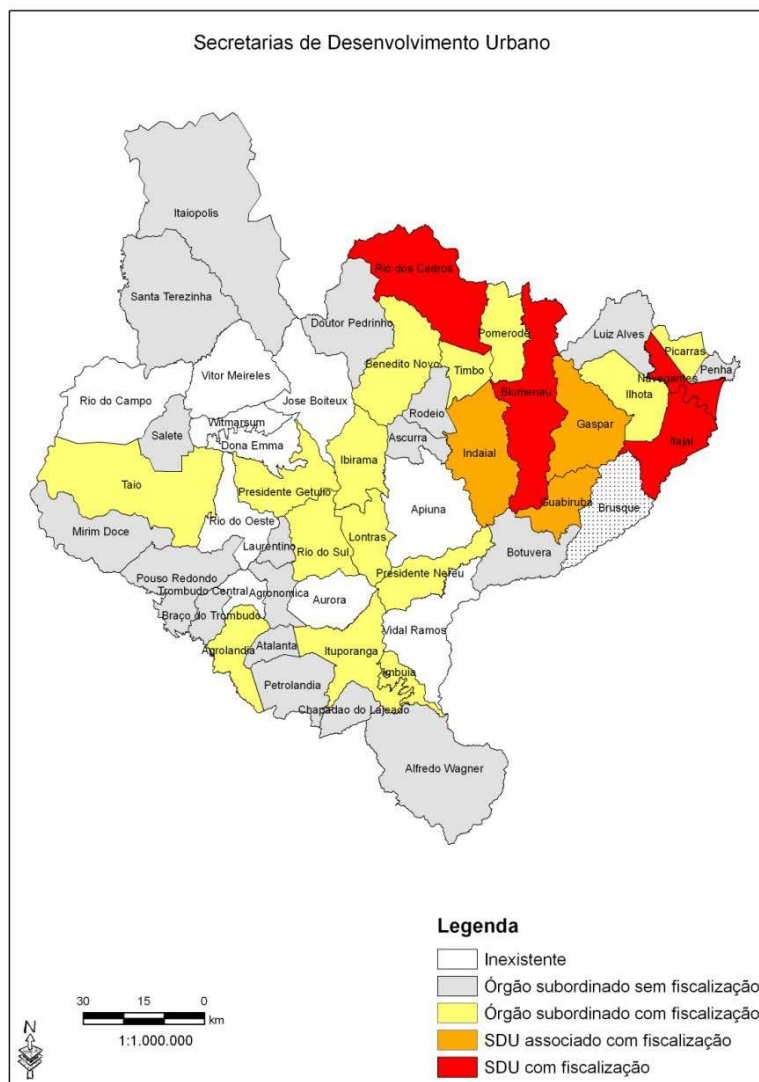 Secretarias de Desenvolvimento Urbano
Itaiopolis
Santa Terezinha
Rio dos Cedros
Doutor Pedrinho
Pomerode
Luiz Alves
Picarras
Penha
Navegantes
Benedito Novo
Timbo
Vitor Meireles
Rio do Campo
Jose Boiteux
Blumenau
Ilhota
Witmarsum
Rodeio
Gaspar
Itajaí
Salete
Dona Emma
Ascurra
Ibirama
Indaial
Taio
Presidente Getulio
Apiuna
Guabiruba
Brusque
Rio do Oeste
Mirim Doce
Lontras
Laurentino
Rio do Sul
Botuvera
Pouso Redondo
Presidente Nereu
Trombudo Central
Agronomica
Aurora
Braço do Trombudo
Vidal Ramos
Agrolandia
Atalanta
Ituporanga
Imbuia
Petrolandia
Chapadao do Lajeado
Alfredo Wagner
Legenda
Inexistente
Órgão subordinado sem fiscalização
Órgão subordinado com fiscalização
SDU associado com fiscalização
SDU com fiscalização
30 15 0
km
1:1.000.000
N